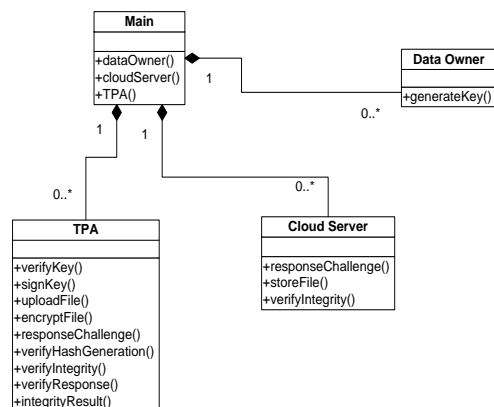 Main
+dataOwner()
+cloudServer()
+TPA()
1
0..*
Data Owner
+generateKey()
1
1
0..*
0..*
TPA
+verifyKey()
+signKey()
+uploadFile()
+encryptFile()
+responseChallenge()
+verifyHashGeneration()
+verifyIntegrity()
+verifyResponse()
+integrityResult()
Cloud Server
+responseChallenge()
+storeFile()
+verifyIntegrity()